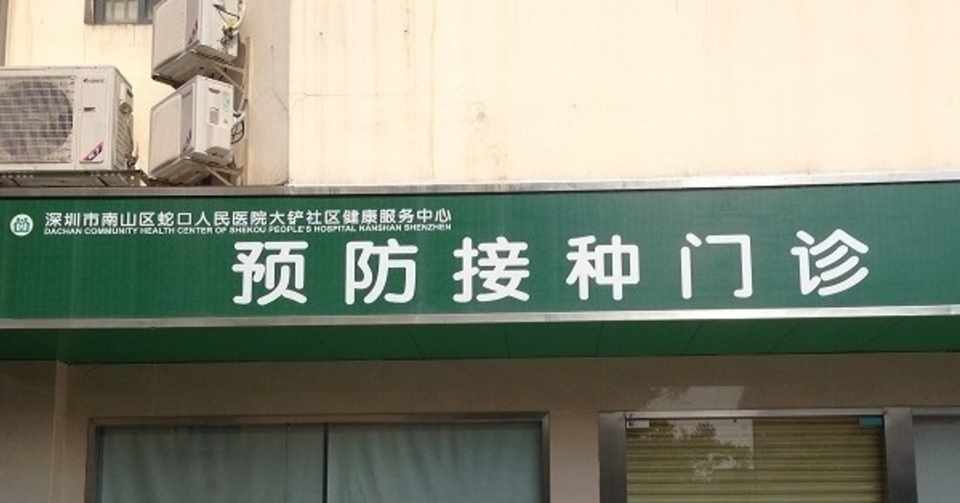 深圳市南山区蛇口人民医院大铲社区健康服务中心
DACHAN COMMUNITY HEALTH CENTER OF SHEKOU PEOPLE'S HOSPITAL NANSHAN SHENZHEN
预防接种门诊